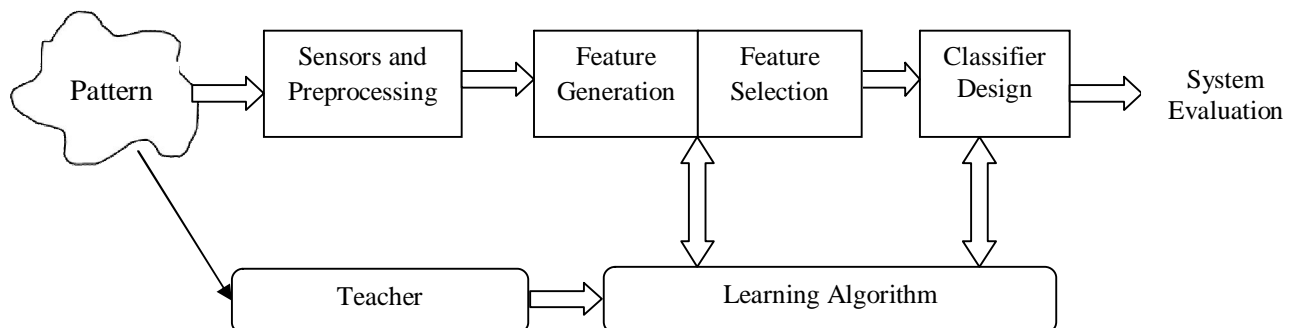 Pattern
Sensors and
Preprocessing
Feature
Generation
Feature
Selection
Classifier
Design
System
Evaluation
Teacher
Learning Algorithm